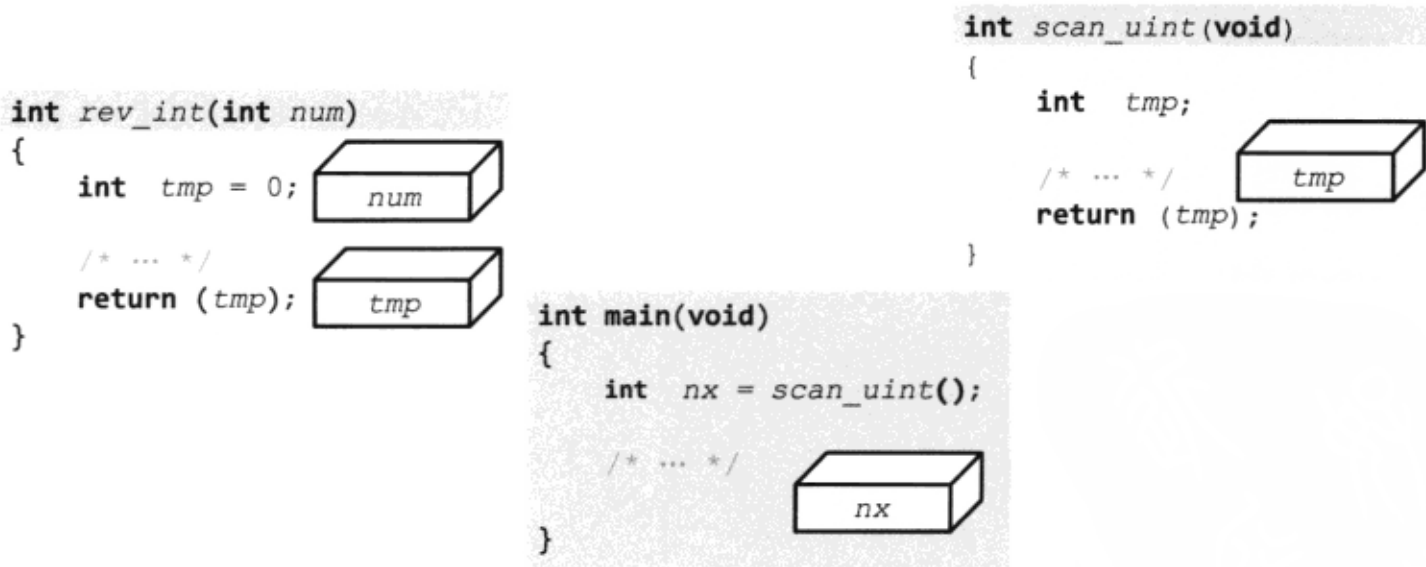 int rev_int(int num)
{
int tmp = 0;
num
/* … */
return (tmp);
tmp
}
int main(void)
{
int nx = scan_uint();
/* … */
nx
}
int scan_uint(void)
{
int tmp;
/* … */
tmp
return (tmp);
}